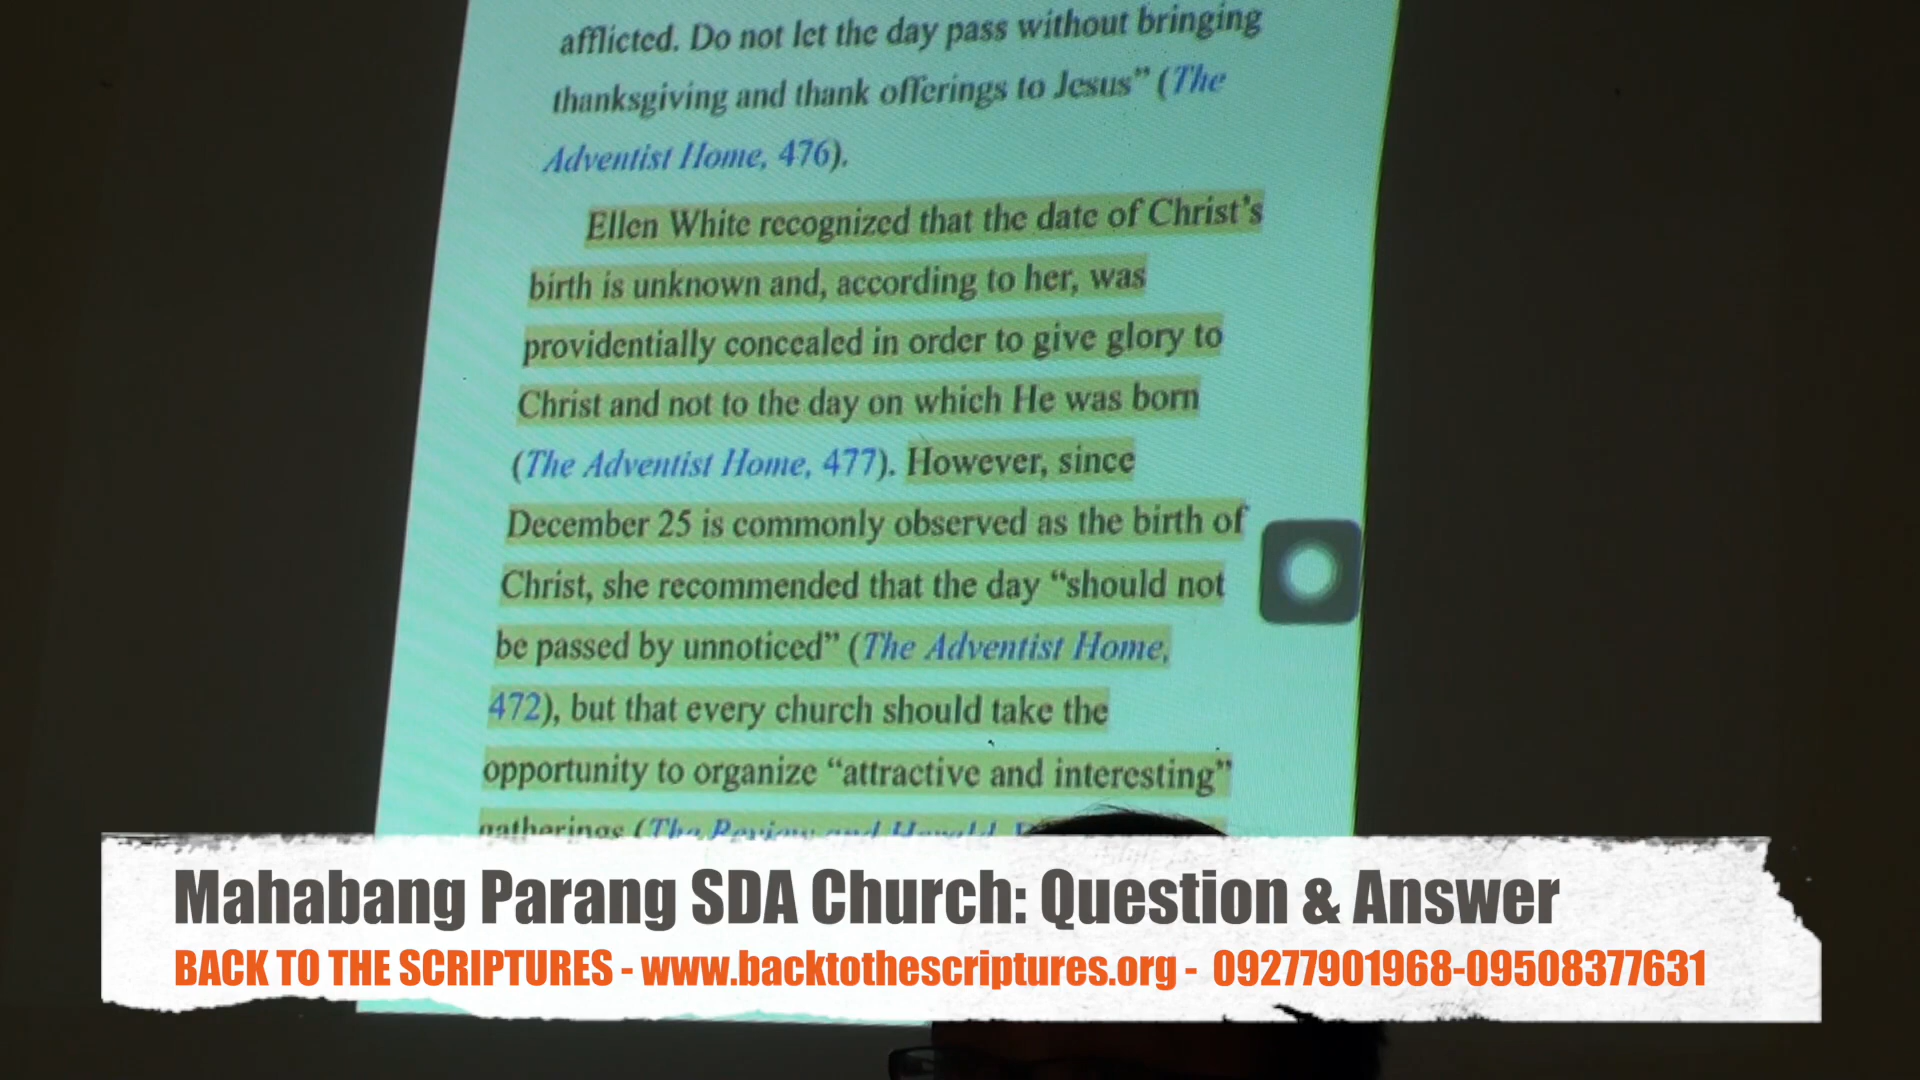 afflicted. Do not let the day pass without bringing
thanksgiving and thank offerings to Jesus” (The
Adventist Home, 476).
Ellen White recognized that the date of Christ’s
birth is unknown and, according to her, was
providentially concealed in order to give glory to
Christ and not to the day on which He was born
(The Adventist Home, 477). However, since
December 25 is commonly observed as the birth of
Christ, she recommended that the day “should not
be passed by unnoticed” (The Adventist Home,
472), but that every church should take the
opportunity to organize “attractive and interesting”
gatherings (The Review and Herald,
Mahabang Parang SDA Church: Question & Answer
BACK TO THE SCRIPTURES - www.backtothescriptures.org - 09277901968-09508377631